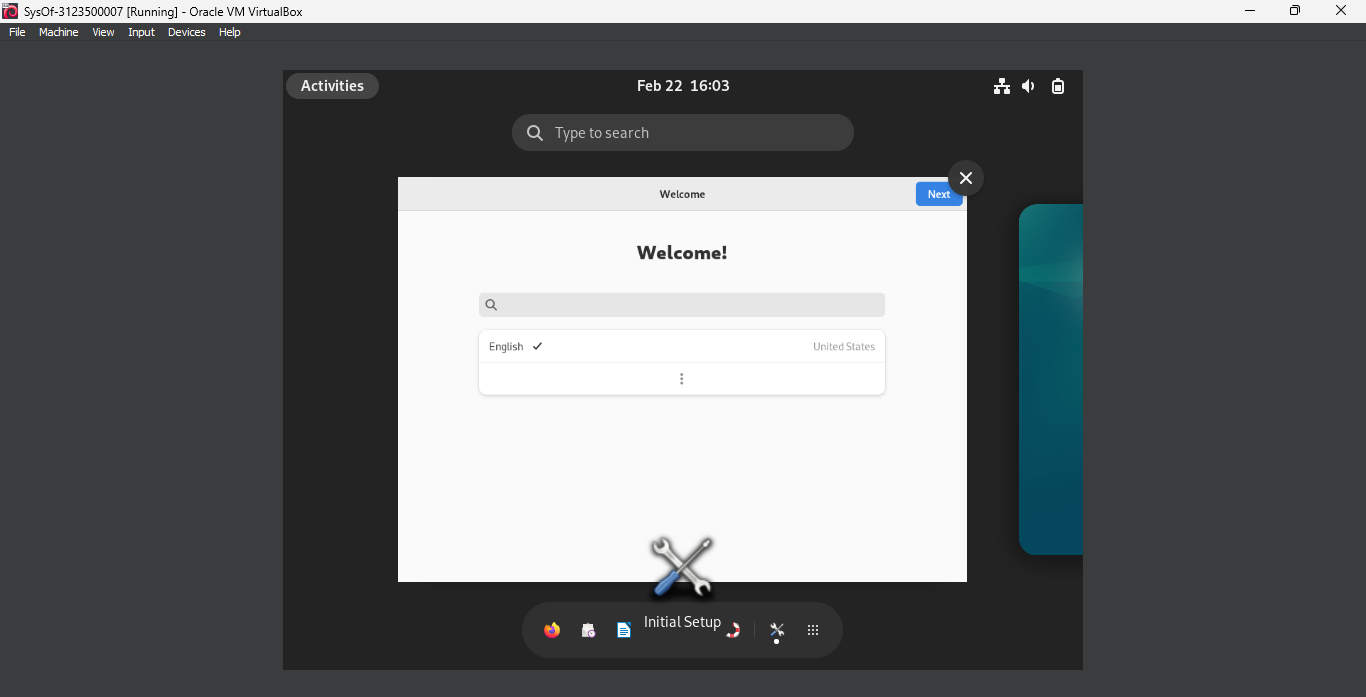 SysOf-3123500007 [Running] - Oracle VM VirtualBox
File Machine View Input Devices Help
Activities
Feb 22 16:03
Type to search
Welcome
Next
Welcome!
English
United States
Initial Setup